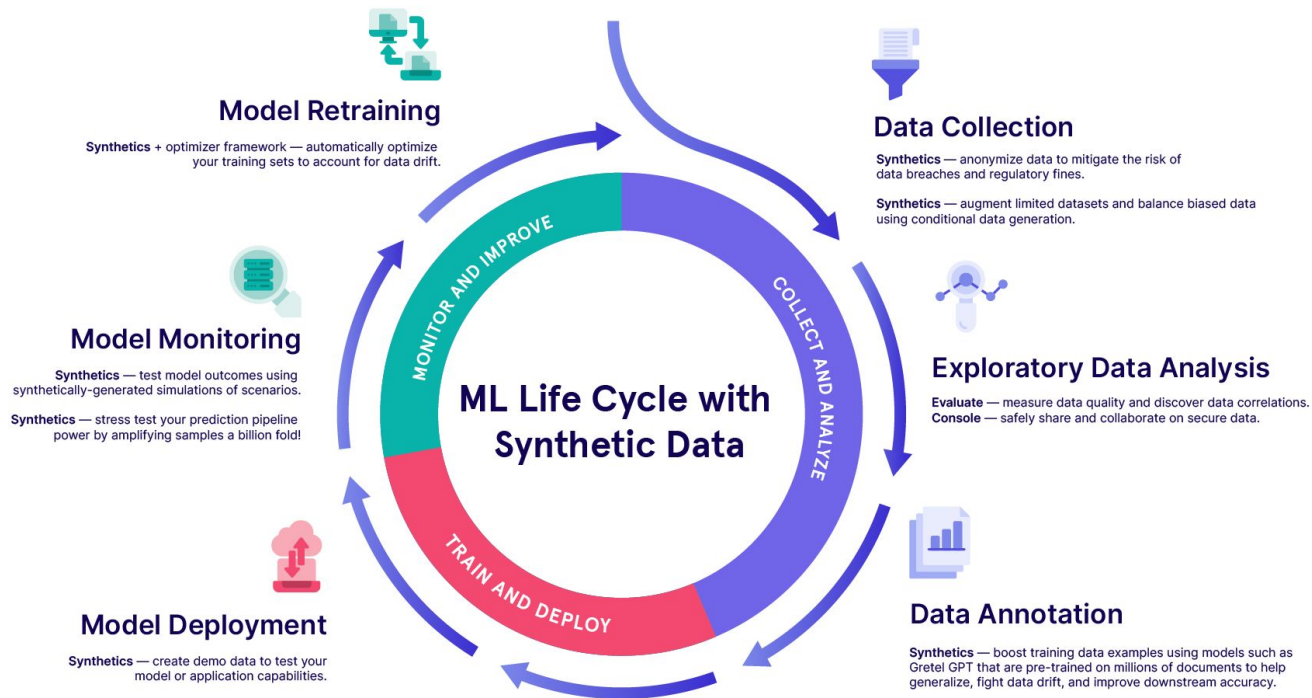 Model Retraining
Synthetics + optimizer framework — automatically optimize
your training sets to account for data drift.
Data Collection
Synthetics — anonymize data to mitigate the risk of
data breaches and regulatory fines.
Synthetics — augment limited datasets and balance biased data
using conditional data generation.
MONITOR AND IMPROVE
COLLECT AND ANALYZE
TRAIN AND DEPLOY
ML Life Cycle with
Synthetic Data
Model Monitoring
Synthetics — test model outcomes using
synthetically-generated simulations of scenarios.
Synthetics — stress test your prediction pipeline
power by amplifying samples a billion fold!
Exploratory Data Analysis
Evaluate — measure data quality and discover data correlations.
Console — safely share and collaborate on secure data.
Model Deployment
Synthetics — create demo data to test your
model or application capabilities.
Data Annotation
Synthetics — boost training data examples using models such as
Gretel GPT that are pre-trained on millions of documents to help
generalize, fight data drift, and improve downstream accuracy.